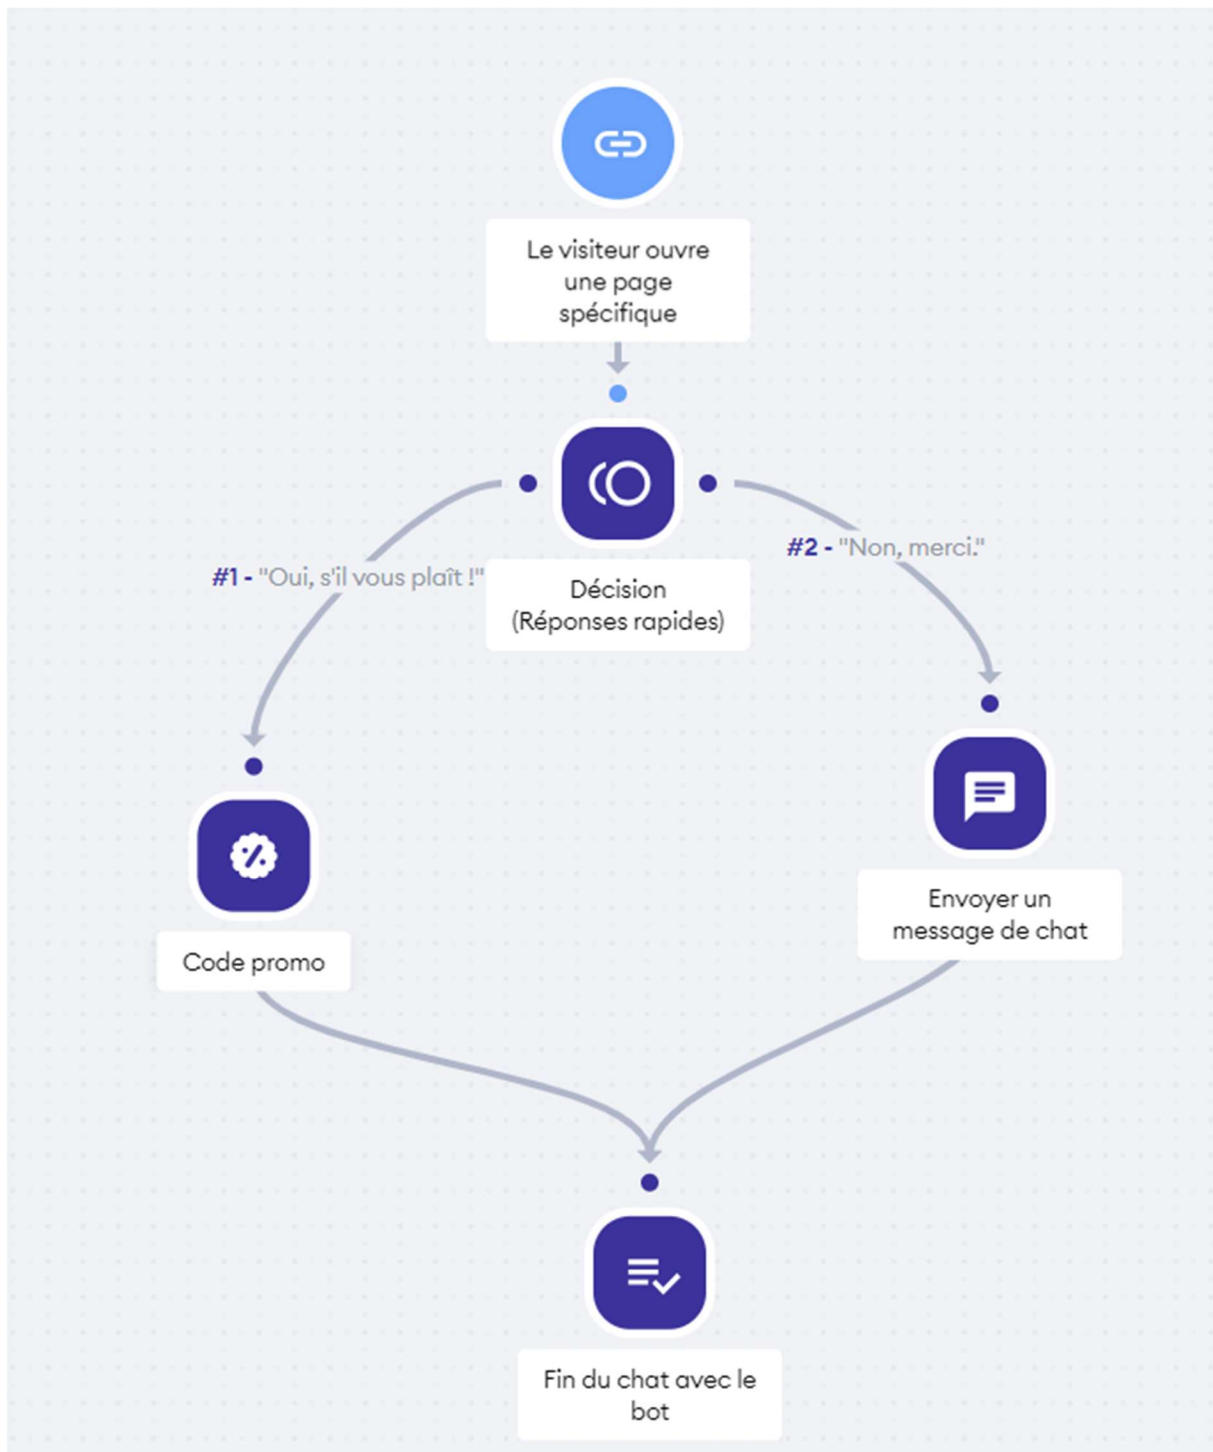 Le visiteur ouvre
une page
spécifique
#2 - "Non, merci."
#1 - "Oui, s'il vous plaît !"
Décision
(Réponses rapides)
Envoyer un
message de chat
Code promo
Fin du chat avec le
bot